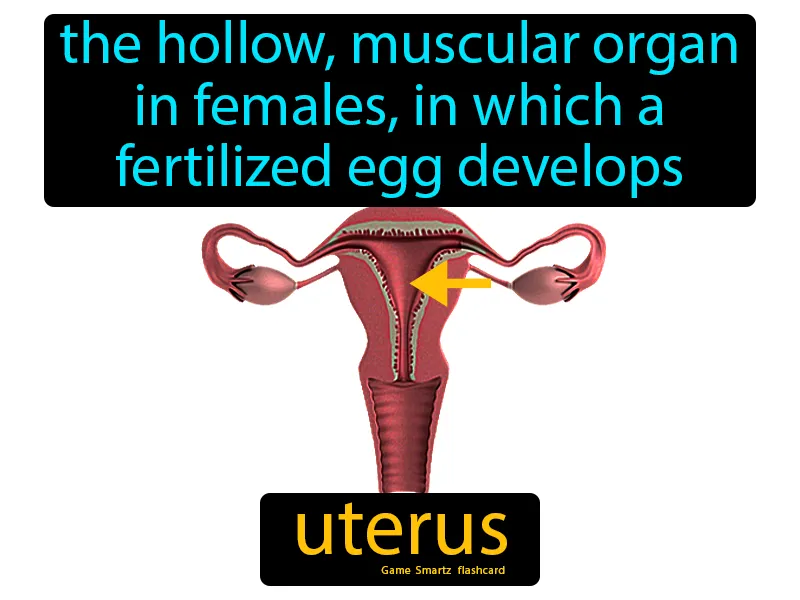 the hollow, muscular organ
in females, in which a
fertilized egg develops
uterus
Game Smartz flashcard